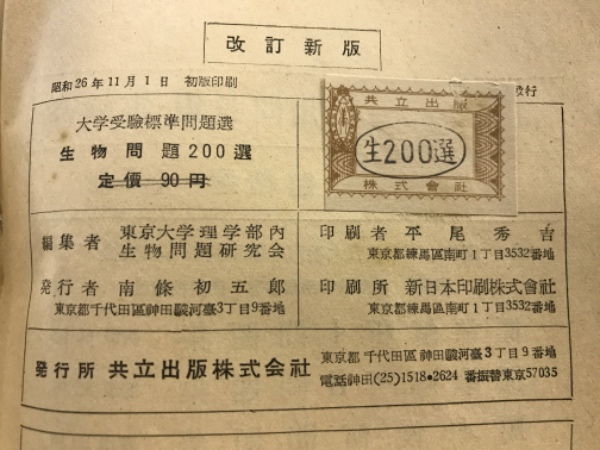 改訂新版
昭和26年11月1日 初版印刷
発行
共立出版
生200選
株式會社
大学受験標準問題選
生物問題200選
定價 90円
編集者 東京大学理学部内
生物問題研究会
印刷者 平尾秀吉
東京都練馬區南町1丁目3532番地
発行者 南條初五郎
東京都千代田區神田駿河臺3丁目9番地
印刷所 新日本印刷株式會社
東京都練馬區南町1丁目3532番地
発行所 共立出版株式会社
東京都千代田區神田駿河臺3丁目9番地
電話神田(25)1518•2624 番振替東京57035